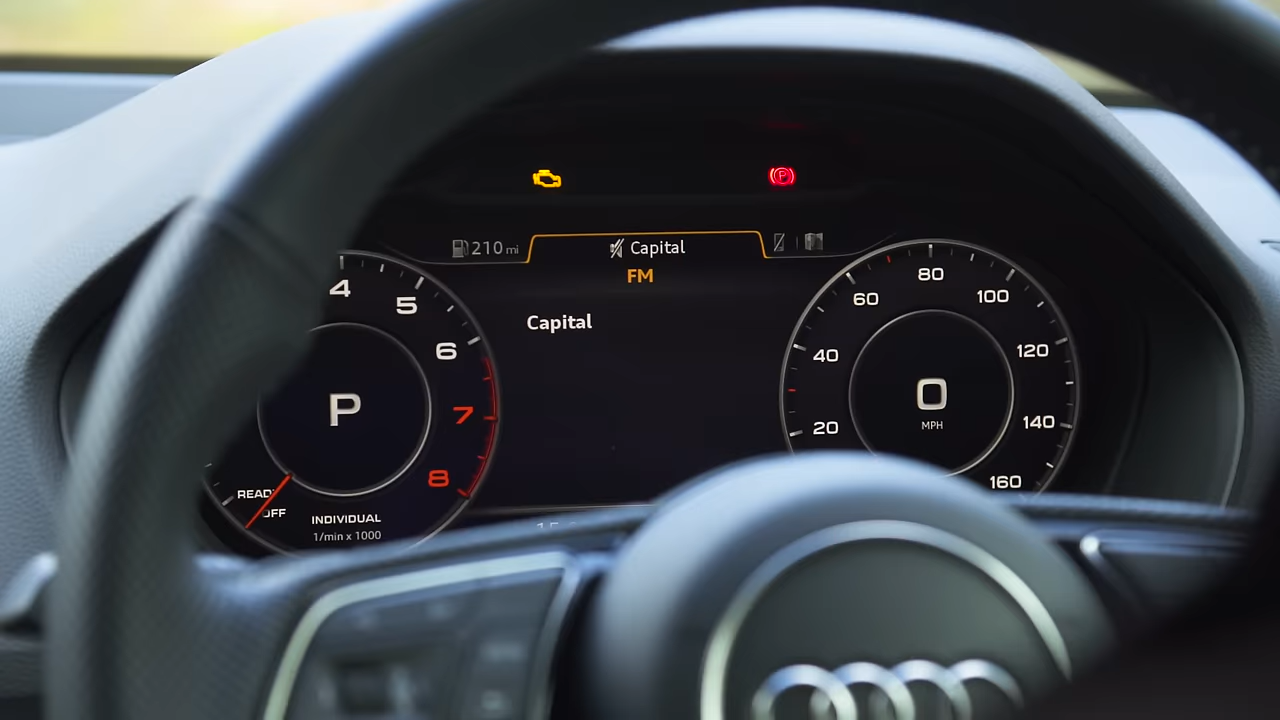 210 mi
Capital
FM
Capital
4
5
6
7
8
P
READY
OFF
INDIVIDUAL
1/min x 1000
20
40
60
80
100
120
140
160
0
MPH
P